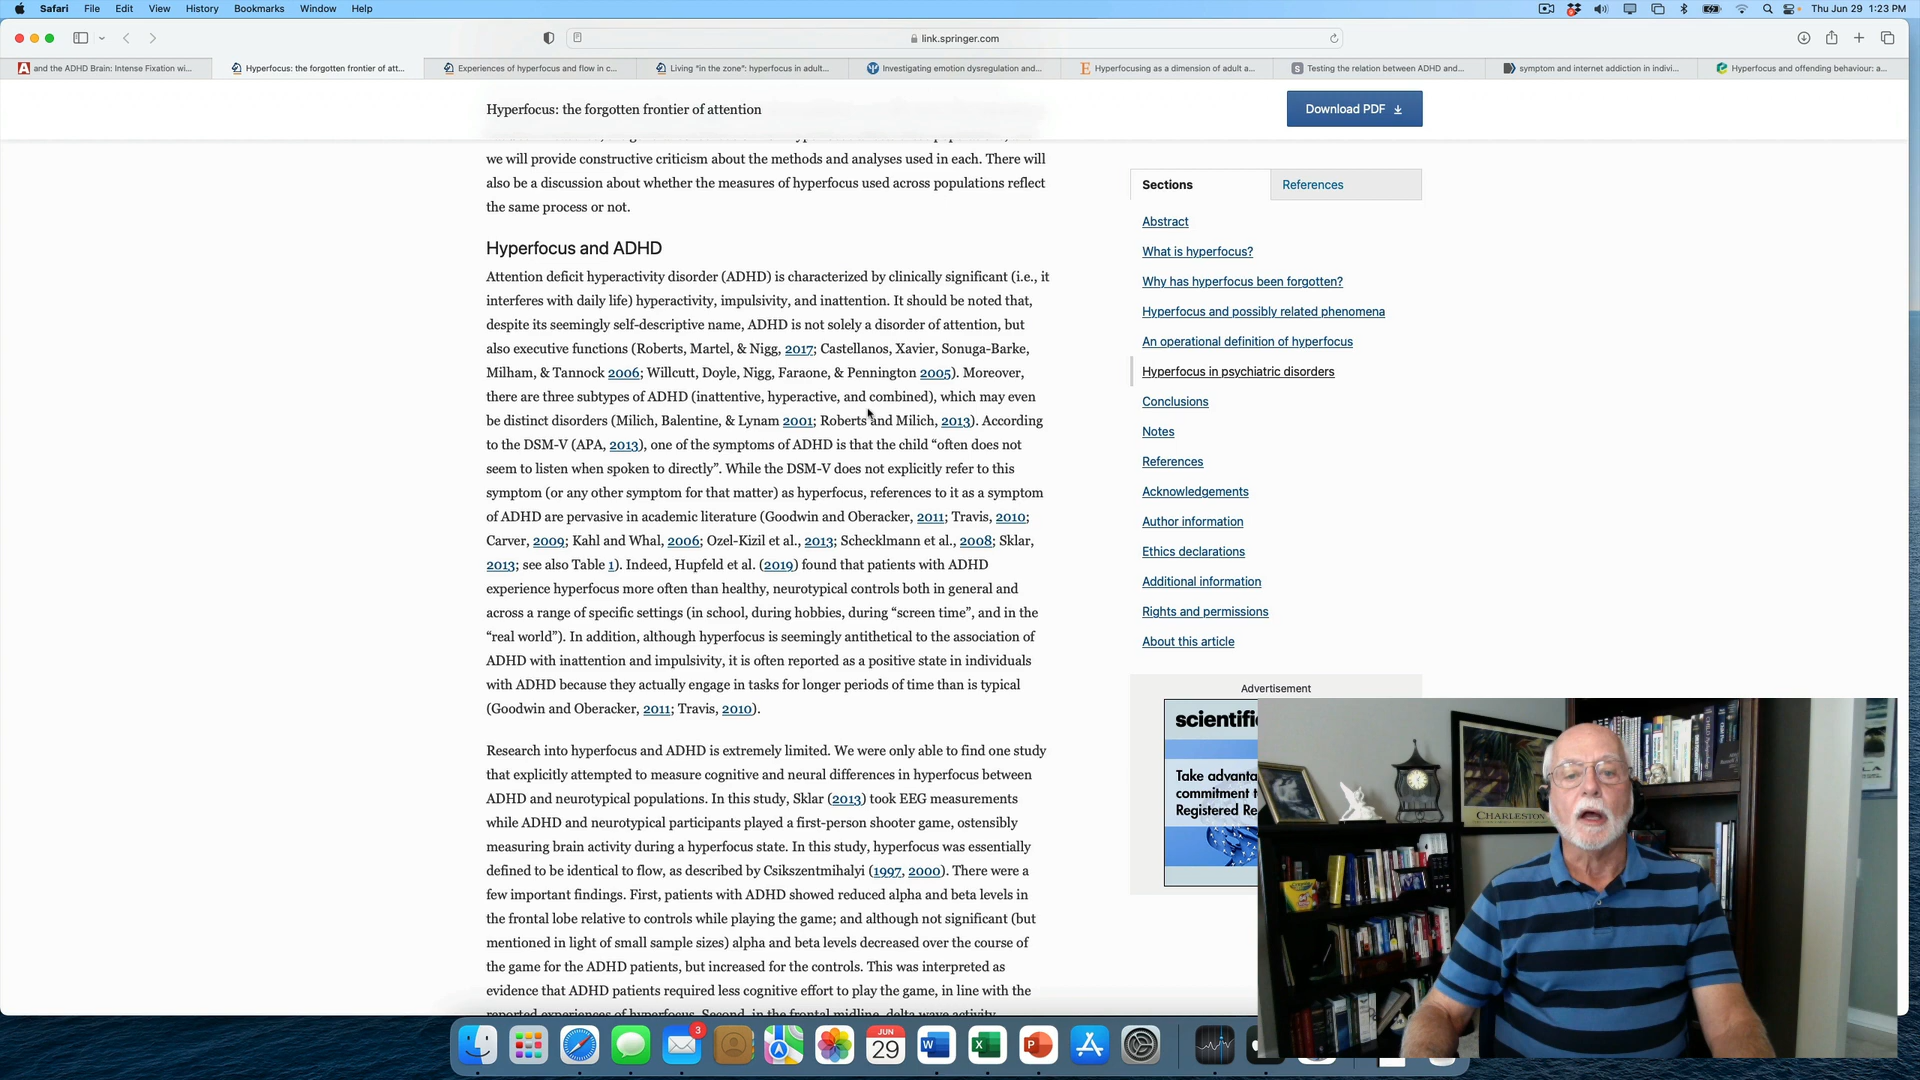 Safari File Edit View History Bookmarks Window Help
Thu Jun 29 1:23 PM
link.springer.com
and the ADHD Brain: Intense Fixation wi...
Hyperfocus: the forgotten frontier of att...
Experiences of hyperfocus and flow in c...
Living "in the zone": hyperfocus in adult...
Investigating emotion dysregulation and...
Hyperfocusing as a dimension of adult a...
Testing the relation between ADHD and...
symptom and internet addiction in indivi...
Hyperfocus and offending behaviour: a...
Hyperfocus: the forgotten frontier of attention
Download PDF
we will provide constructive criticism about the methods and analyses used in each. There will
also be a discussion about whether the measures of hyperfocus used across populations reflect
the same process or not.
Hyperfocus and ADHD
Attention deficit hyperactivity disorder (ADHD) is characterized by clinically significant (i.e., it
interferes with daily life) hyperactivity, impulsivity, and inattention. It should be noted that,
despite its seemingly self-descriptive name, ADHD is not solely a disorder of attention, but
also executive functions (Roberts, Martel, & Nigg, 2017; Castellanos, Xavier, Sonuga-Barke,
Milham, & Tannock 2006; Willcutt, Doyle, Nigg, Faraone, & Pennington 2005). Moreover,
there are three subtypes of ADHD (inattentive, hyperactive, and combined), which may even
be distinct disorders (Milich, Balentine, & Lynam 2001; Roberts and Milich, 2013). According
to the DSM-V (APA, 2013), one of the symptoms of ADHD is that the child “often does not
seem to listen when spoken to directly”. While the DSM-V does not explicitly refer to this
symptom (or any other symptom for that matter) as hyperfocus, references to it as a symptom
of ADHD are pervasive in academic literature (Goodwin and Oberacker, 2011; Travis, 2010;
Carver, 2009; Kahl and Whal, 2006; Ozel-Kizil et al., 2013; Schecklmann et al., 2008; Sklar,
2013; see also Table 1). Indeed, Hupfeld et al. (2019) found that patients with ADHD
experience hyperfocus more often than healthy, neurotypical controls both in general and
across a range of specific settings (in school, during hobbies, during “screen time”, and in the
“real world”). In addition, although hyperfocus is seemingly antithetical to the association of
ADHD with inattention and impulsivity, it is often reported as a positive state in individuals
with ADHD because they actually engage in tasks for longer periods of time than is typical
(Goodwin and Oberacker, 2011; Travis, 2010).
Research into hyperfocus and ADHD is extremely limited. We were only able to find one study
that explicitly attempted to measure cognitive and neural differences in hyperfocus between
ADHD and neurotypical populations. In this study, Sklar (2013) took EEG measurements
while ADHD and neurotypical participants played a first-person shooter game, ostensibly
measuring brain activity during a hyperfocus state. In this study, hyperfocus was essentially
defined to be identical to flow, as described by Csikszentmihalyi (1997, 2000). There were a
few important findings. First, patients with ADHD showed reduced alpha and beta levels in
the frontal lobe relative to controls while playing the game; and although not significant (but
mentioned in light of small sample sizes) alpha and beta levels decreased over the course of
the game for the ADHD patients, but increased for the controls. This was interpreted as
evidence that ADHD patients required less cognitive effort to play the game, in line with the
reported experiences of hyperfocus. Second, in the frontal midline, delta wave activity
Sections
References
Abstract
What is hyperfocus?
Why has hyperfocus been forgotten?
Hyperfocus and possibly related phenomena
An operational definition of hyperfocus
Hyperfocus in psychiatric disorders
Conclusions
Notes
References
Acknowledgements
Author information
Ethics declarations
Additional information
Rights and permissions
About this article
Advertisement
scientifi
Take advanta
commitment t
Registered Re
CHARLESTON
3
JUN
29